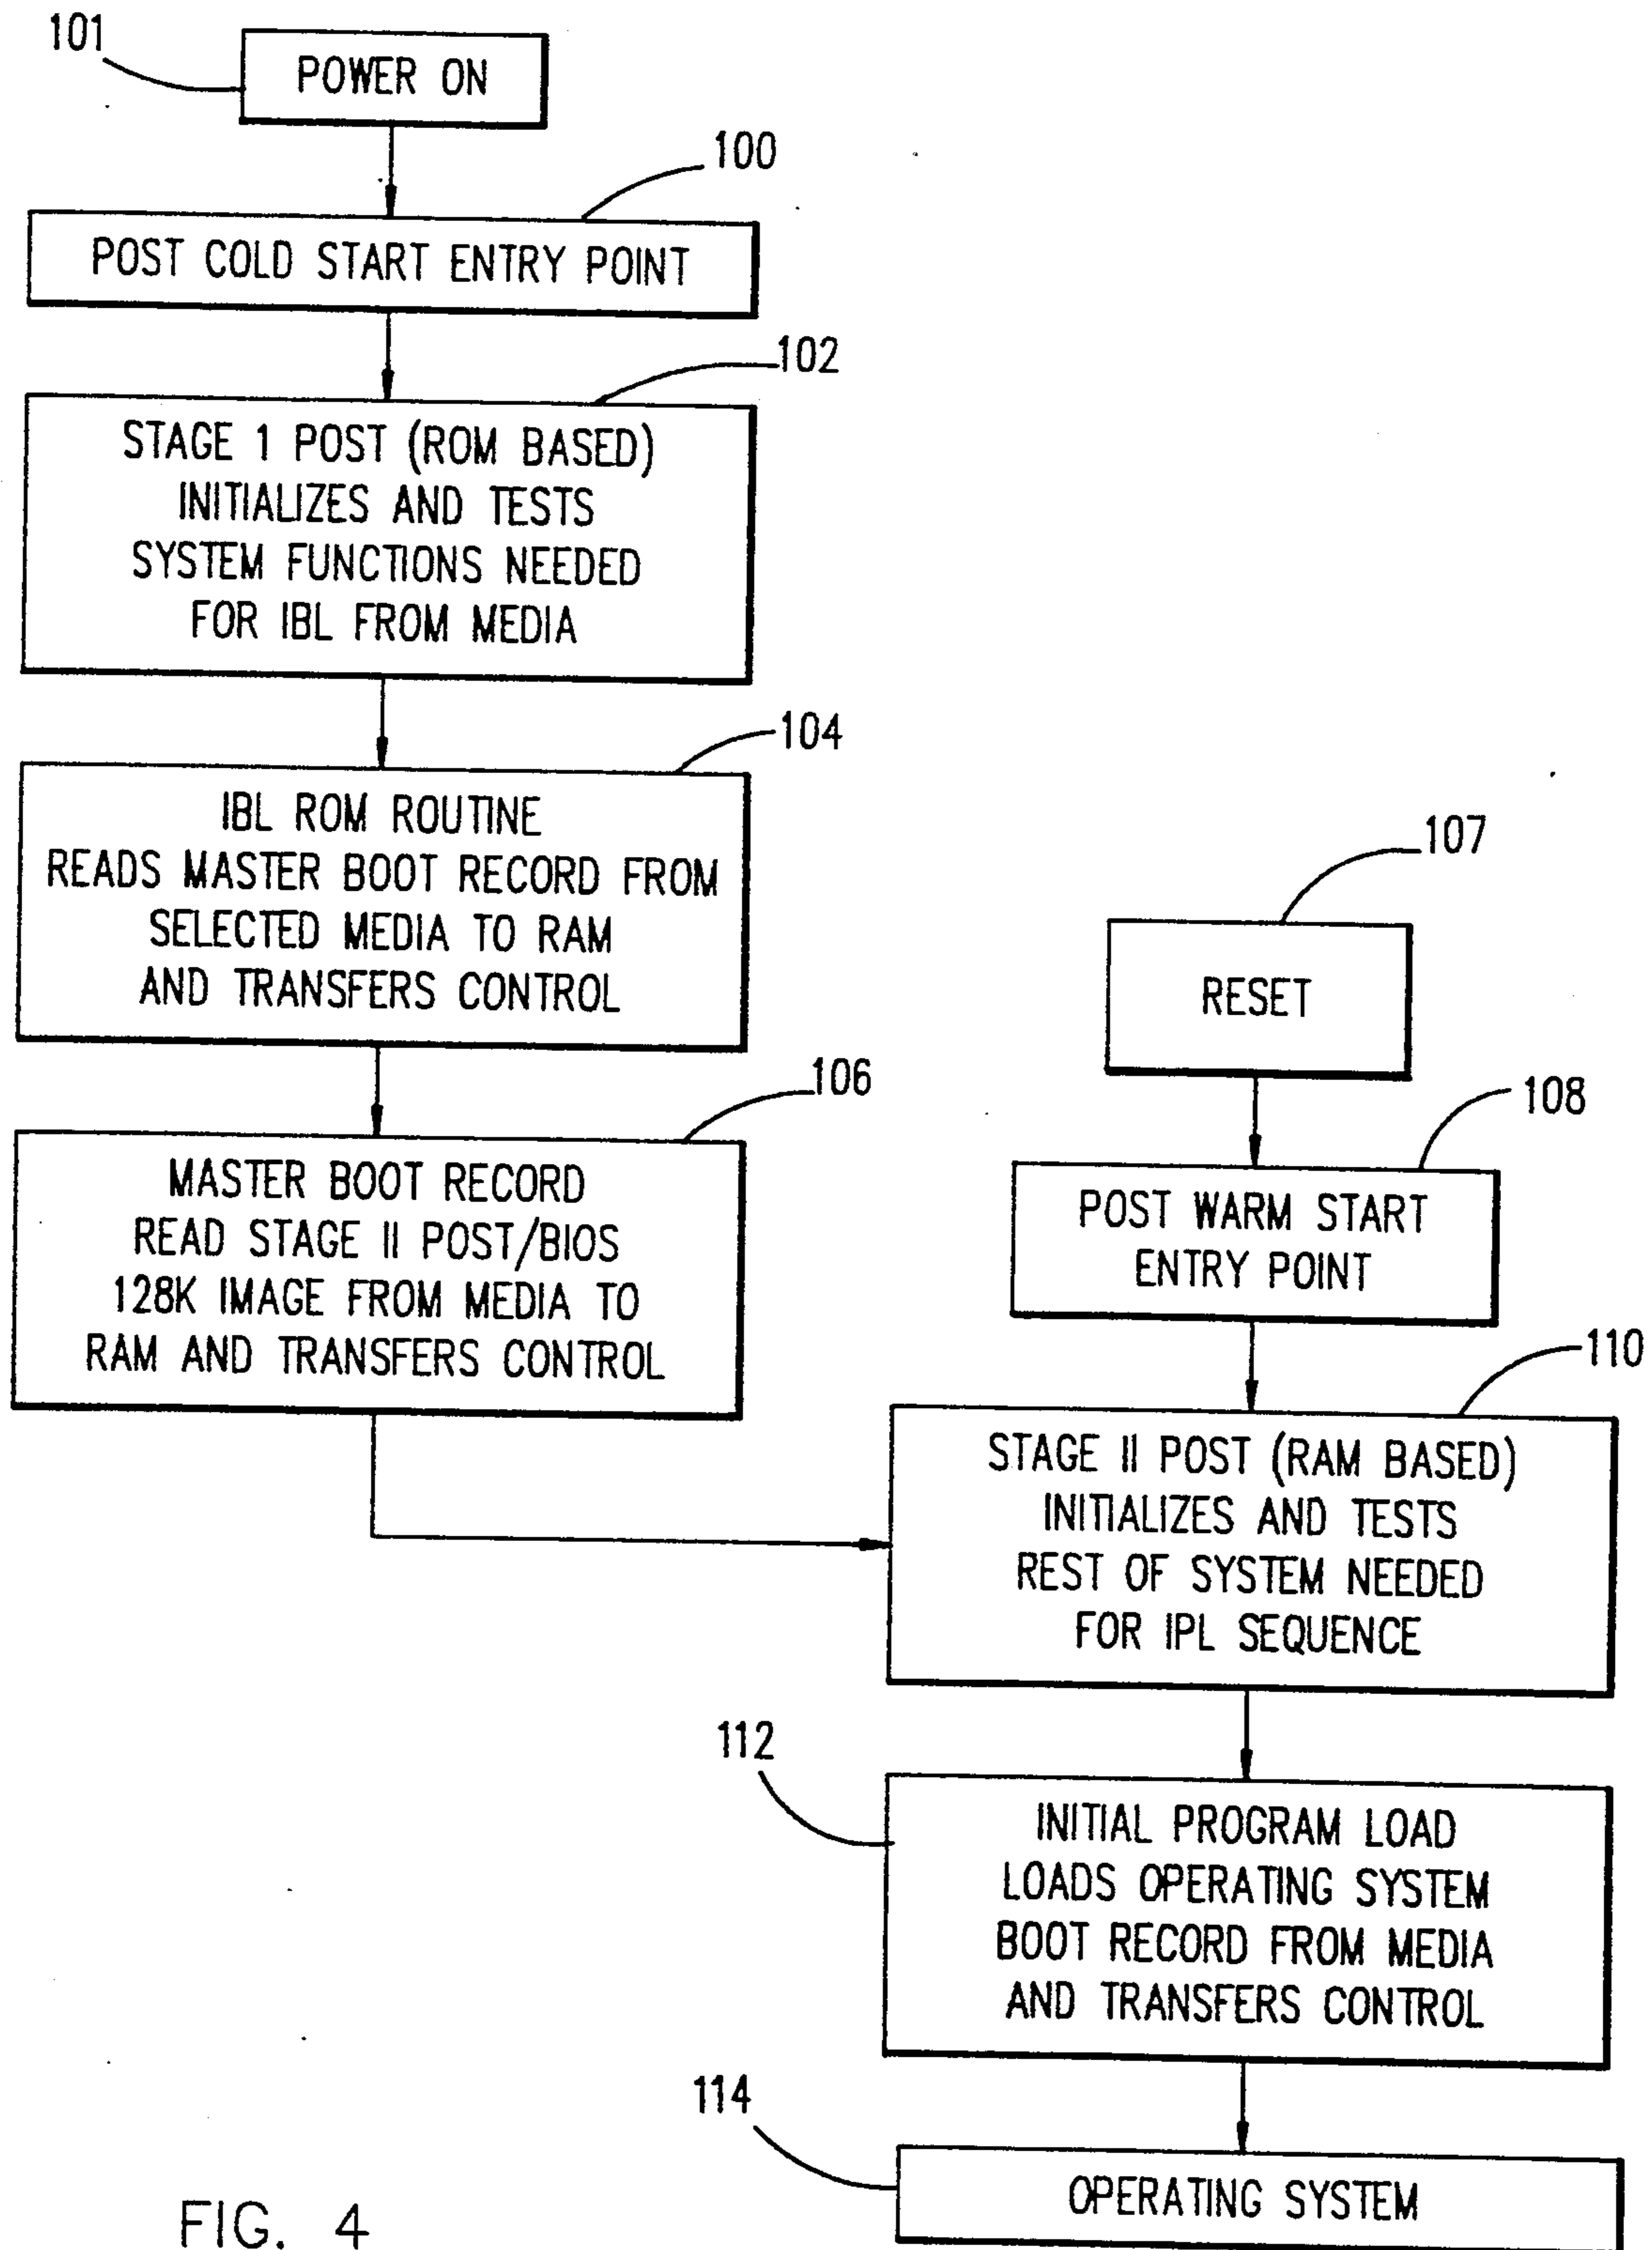 101
POWER ON
100
POST COLD START ENTRY POINT
102
STAGE 1 POST (ROM BASED)
INITIALIZES AND TESTS
SYSTEM FUNCTIONS NEEDED
FOR IBL FROM MEDIA
104
IBL ROM ROUTINE
READS MASTER BOOT RECORD FROM
SELECTED MEDIA TO RAM
AND TRANSFERS CONTROL
106
MASTER BOOT RECORD
READ STAGE II POST/BIOS
128K IMAGE FROM MEDIA TO
RAM AND TRANSFERS CONTROL
107
RESET
108
POST WARM START
ENTRY POINT
110
STAGE II POST (RAM BASED)
INITIALIZES AND TESTS
REST OF SYSTEM NEEDED
FOR IPL SEQUENCE
112
INITIAL PROGRAM LOAD
LOADS OPERATING SYSTEM
BOOT RECORD FROM MEDIA
AND TRANSFERS CONTROL
114
OPERATING SYSTEM
FIG. 4